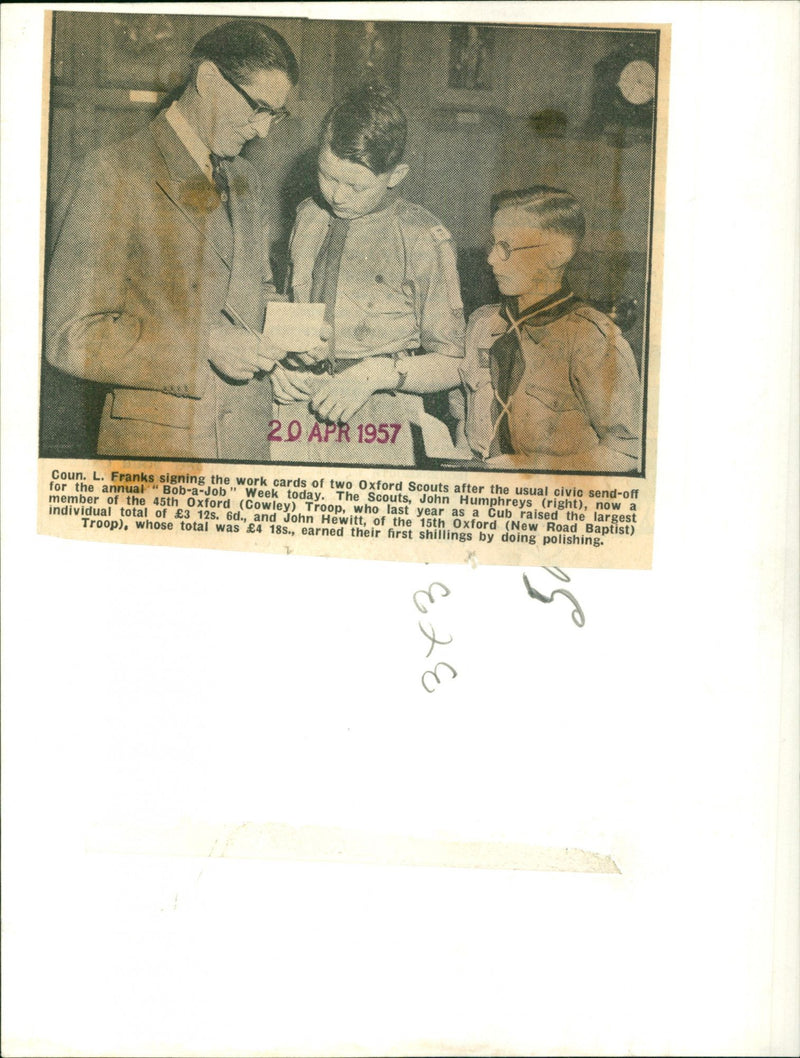 20 APR 1957
Coun. L. Franks signing the work cards of two Oxford Scouts after the usual civic send-off
for the annual "Bob-a-Job" Week today. The Scouts, John Humphreys (right), now a
member of the 45th Oxford (Cowley) Troop, who last year as a Cub raised the largest
individual total of £3 12s. 6d., and John Hewitt, of the 15th Oxford (New Road Baptist)
Troop), whose total was £4 18s., earned their first shillings by doing polishing.